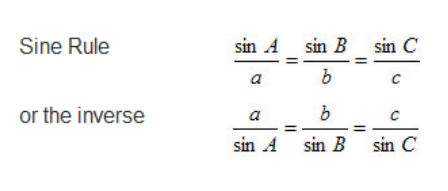 Sine Rule sin A / a = sin B / b = sin C / c
or the inverse a / sin A = b / sin B = c / sin C